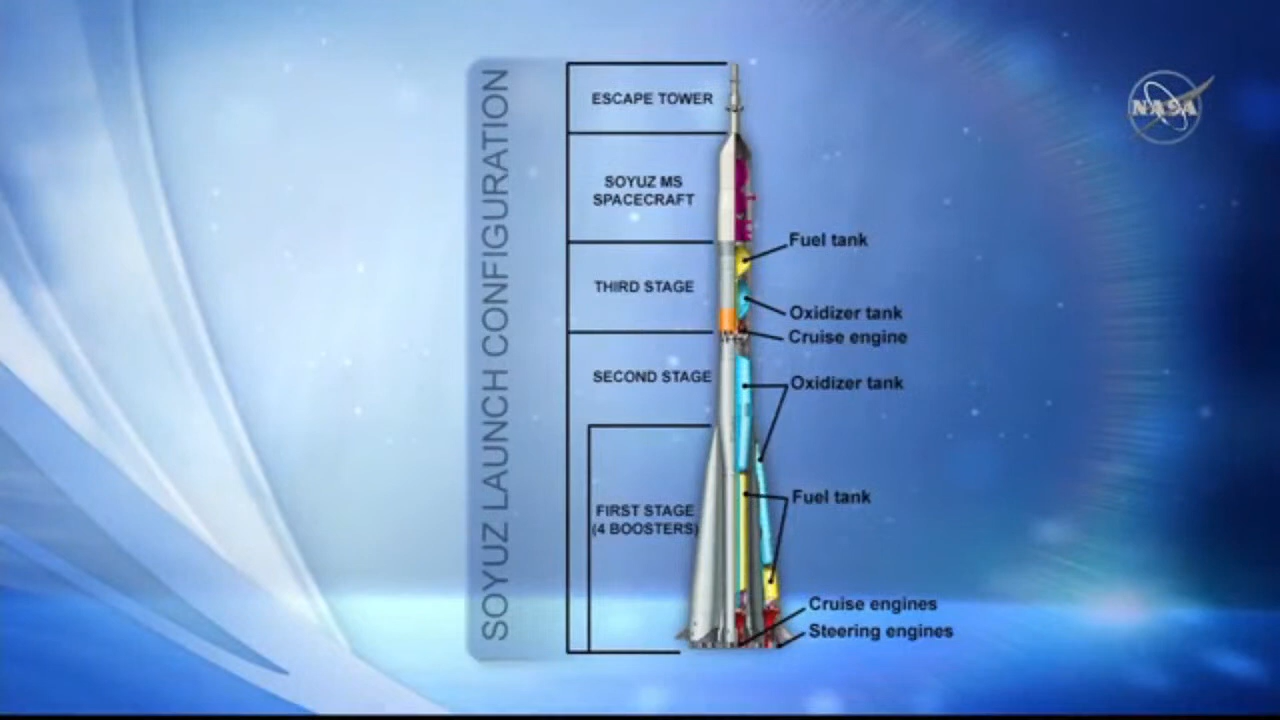 SOYUZ LAUNCH CONFIGURATION
ESCAPE TOWER
SOYUZ MS
SPACECRAFT
THIRD STAGE
SECOND STAGE
FIRST STAGE
(4 BOOSTERS)
Fuel tank
Oxidizer tank
Cruise engine
Oxidizer tank
Fuel tank
Cruise engines
Steering engines
NASA